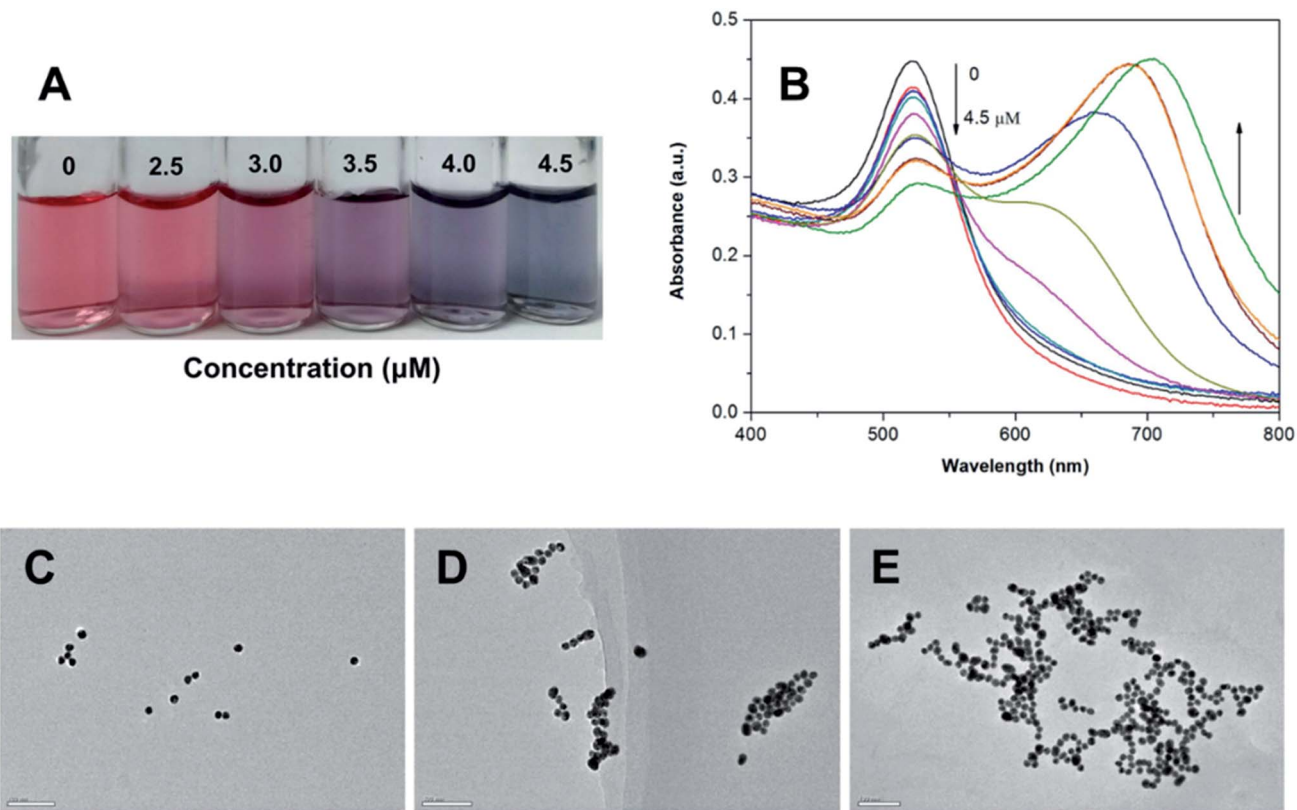 A
0 2.5 3.0 3.5 4.0 4.5
Concentration (µM)
B
0
4.5 µM
Absorbance (a.u.)
0.5
0.4
0.3
0.2
0.1
0.0
400 500 600 700 800
Wavelength (nm)
C
D
E